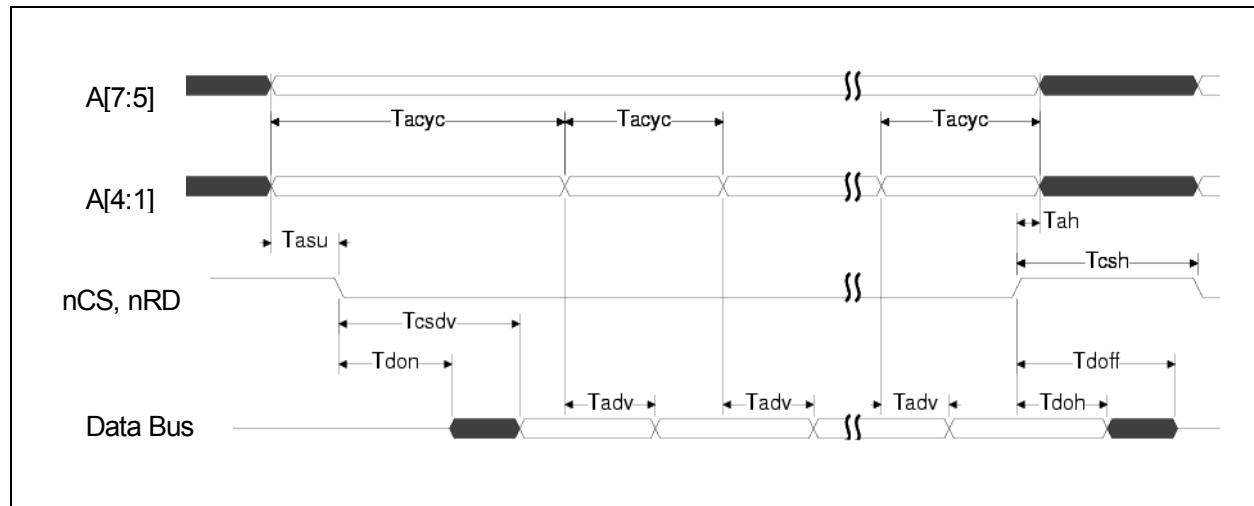 A[7:5]
Tacyc Tacyc Tacyc
A[4:1]
Tah
Tasu
Tcsh
nCS, nRD
Tcsdv
Tdon Tdoff
Tadv Tadv Tadv Tdoh
Data Bus